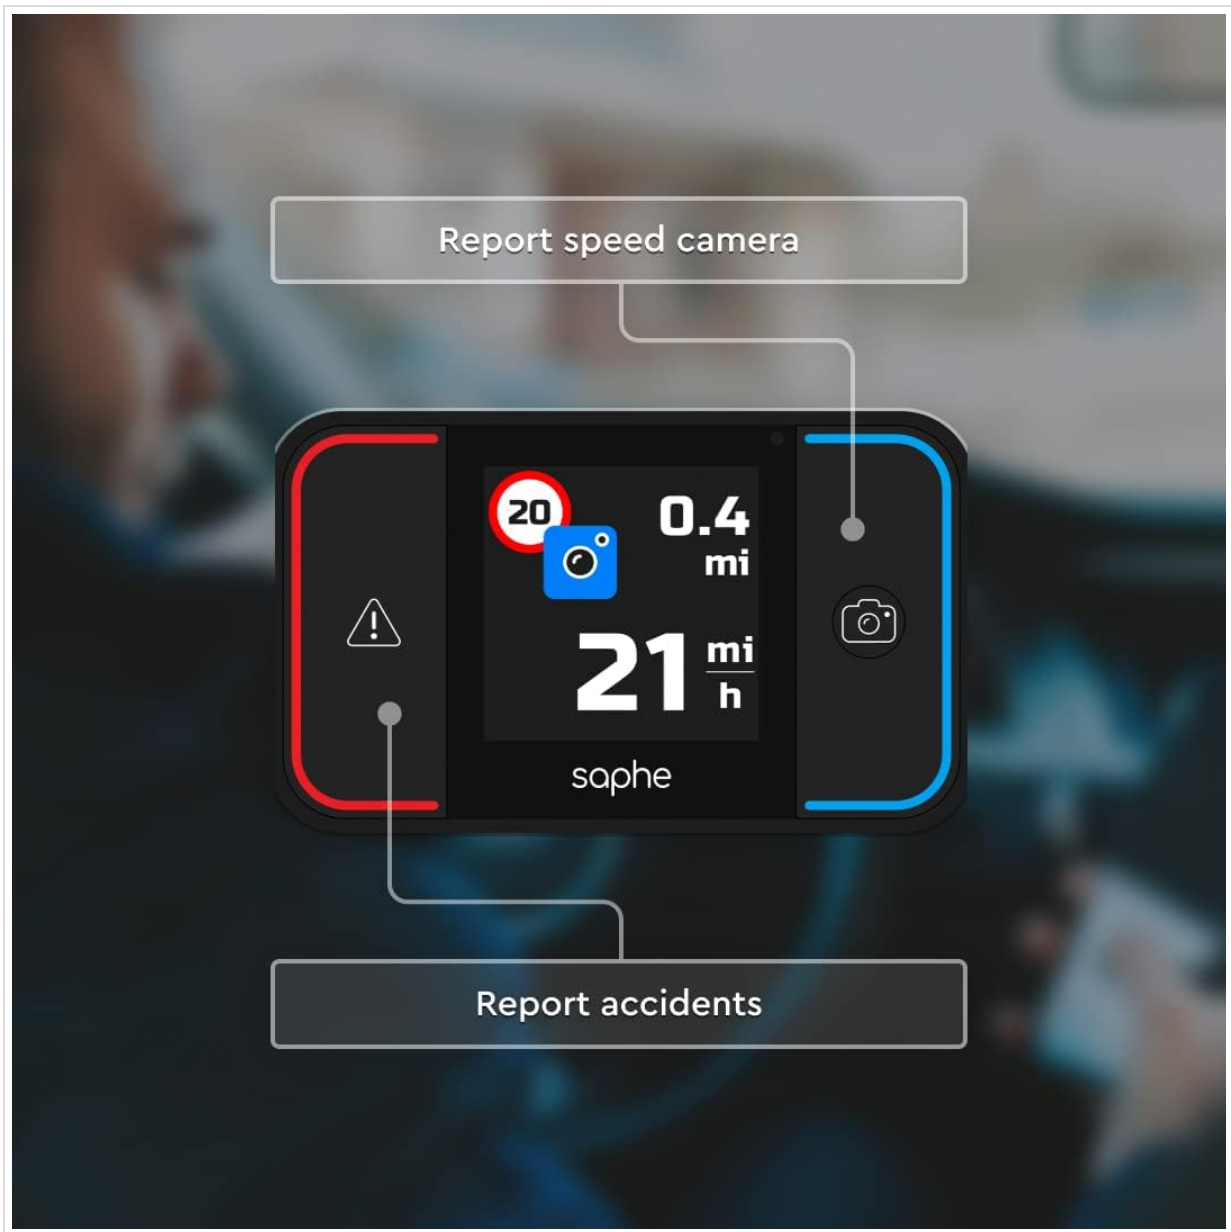 Report speed camera
20
0.4
mi
21 mi
h
saphe
Report accidents